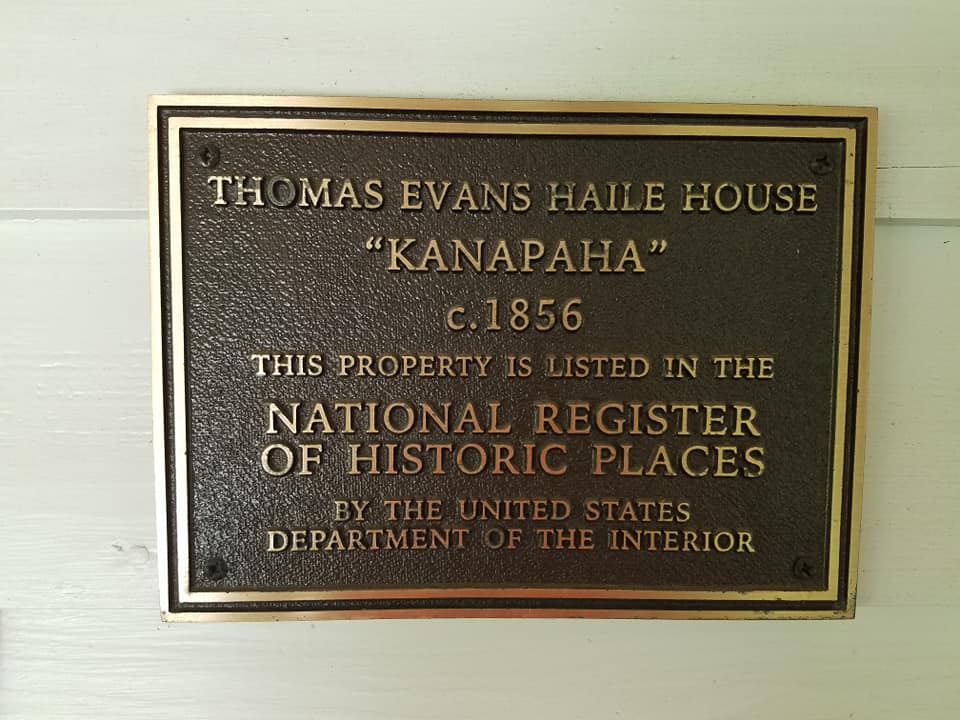 THOMAS EVANS HAILE HOUSE
“KANAPAHA”
c.1856
THIS PROPERTY IS LISTED IN THE
NATIONAL REGISTER
OF HISTORIC PLACES
BY THE UNITED STATES
DEPARTMENT OF THE INTERIOR